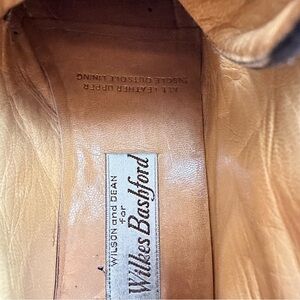 ALL LEATHER UPPER
INSOLE OUTSOLE LINING
WILSON and DEAN
for
Wilkes Bashford